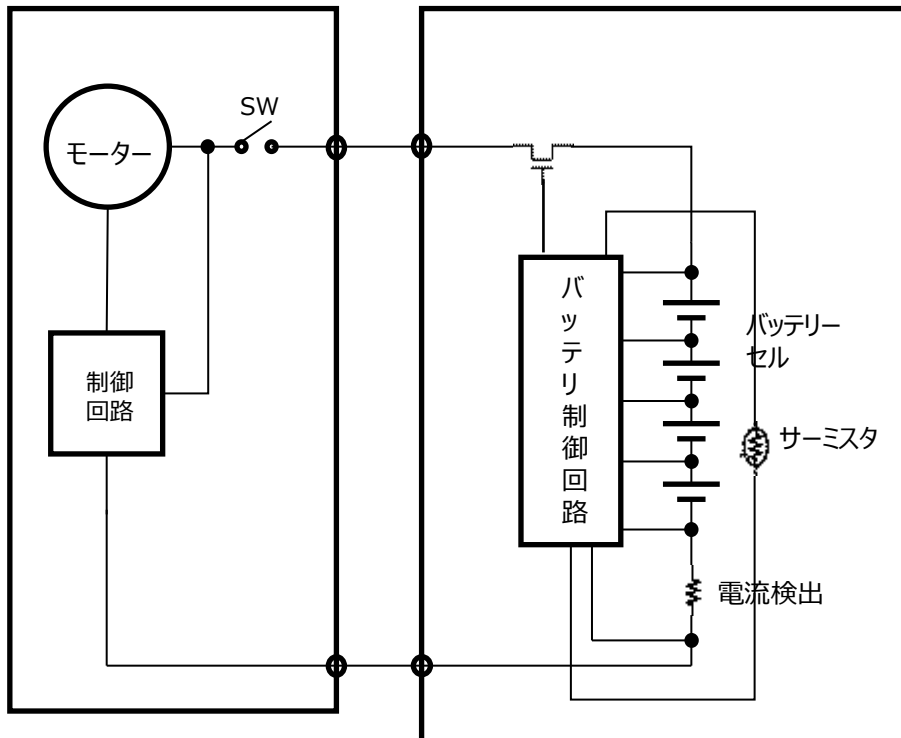 SW
モーター
制御
回路
バッテリ制御回路
バッテリー
セル
サーミスタ
電流検出